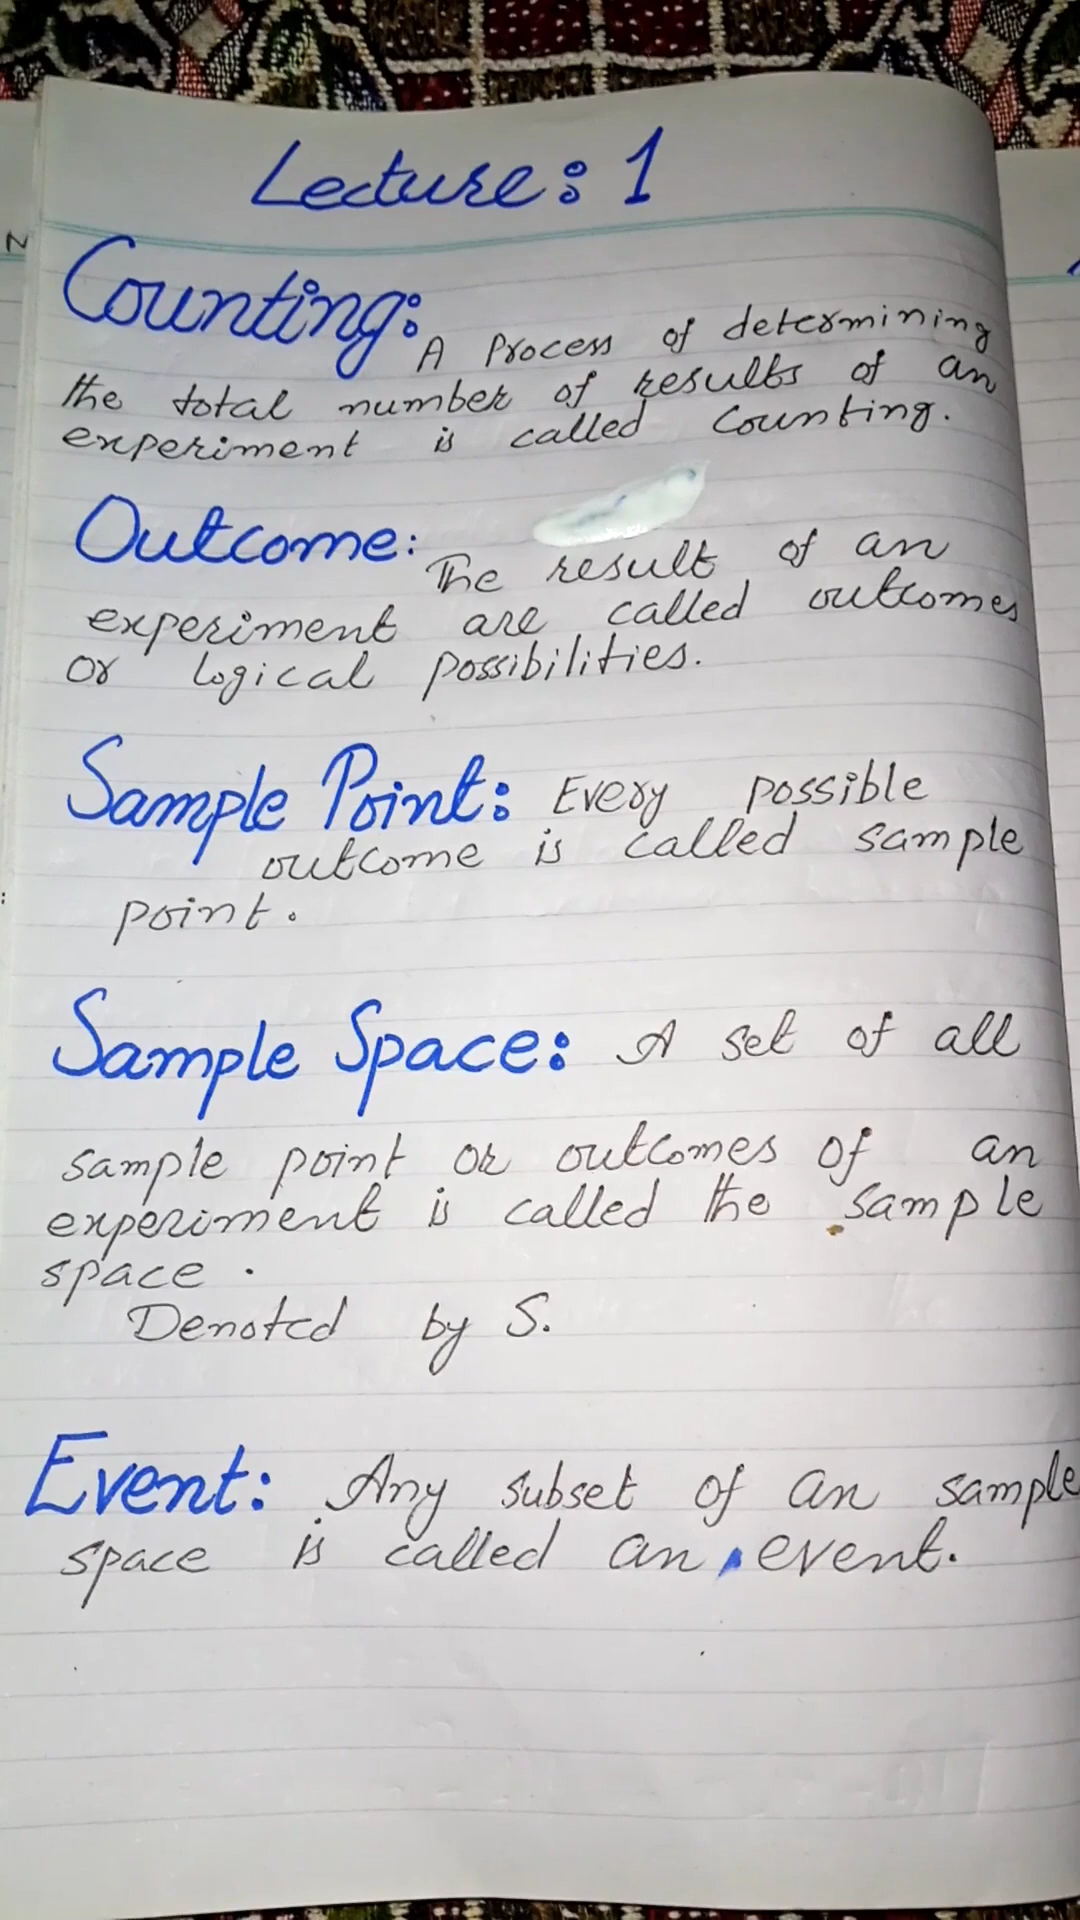 Lecture: 1
Counting:
A Process of determining
the total number of results of an
experiment is called Counting.
Outcome:
The result of an
experiment are called outcomes
or logical possibilities.
Sample Point: Every possible
outcome is called sample
point.
Sample Space: A set of all
sample point or outcomes of an
experiment is called the sample
space.
Denoted by S.
Event: Any subset of an sample
space is called an event.
N
: